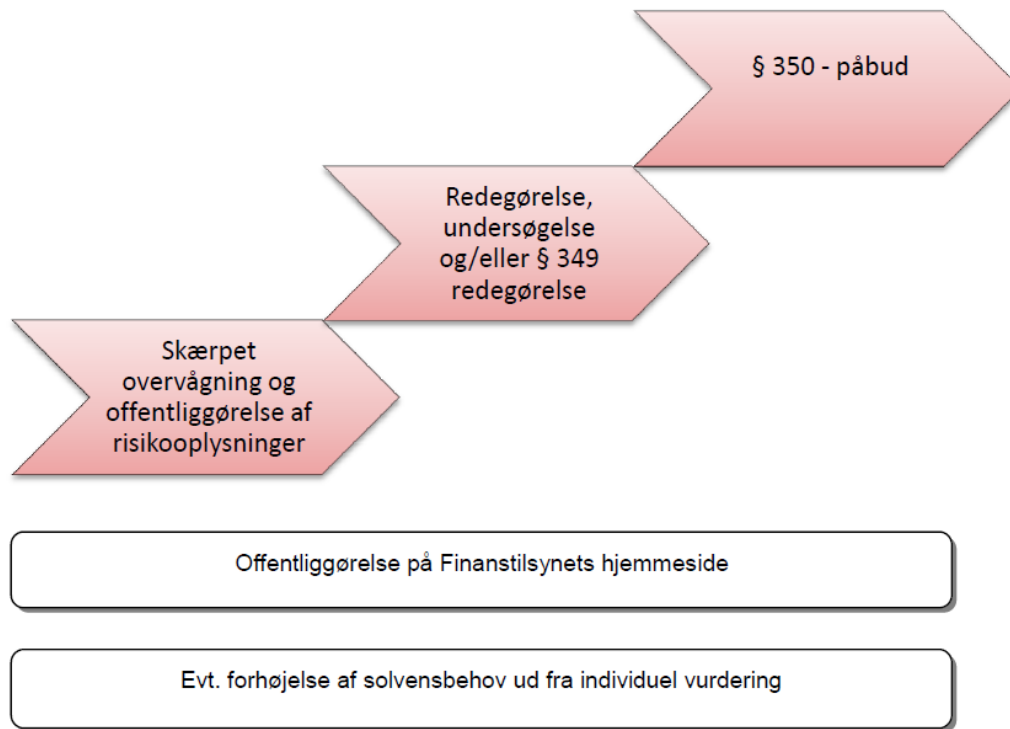 § 350 - påbud
Redegørelse,
undersøgelse
og/eller § 349
redegørelse
Skærpet
overvågning og
offentliggørelse af
risikooplysninger
Offentliggørelse på Finanstilsynets hjemmeside
Evt. forhøjelse af solvensbehov ud fra individuel vurdering